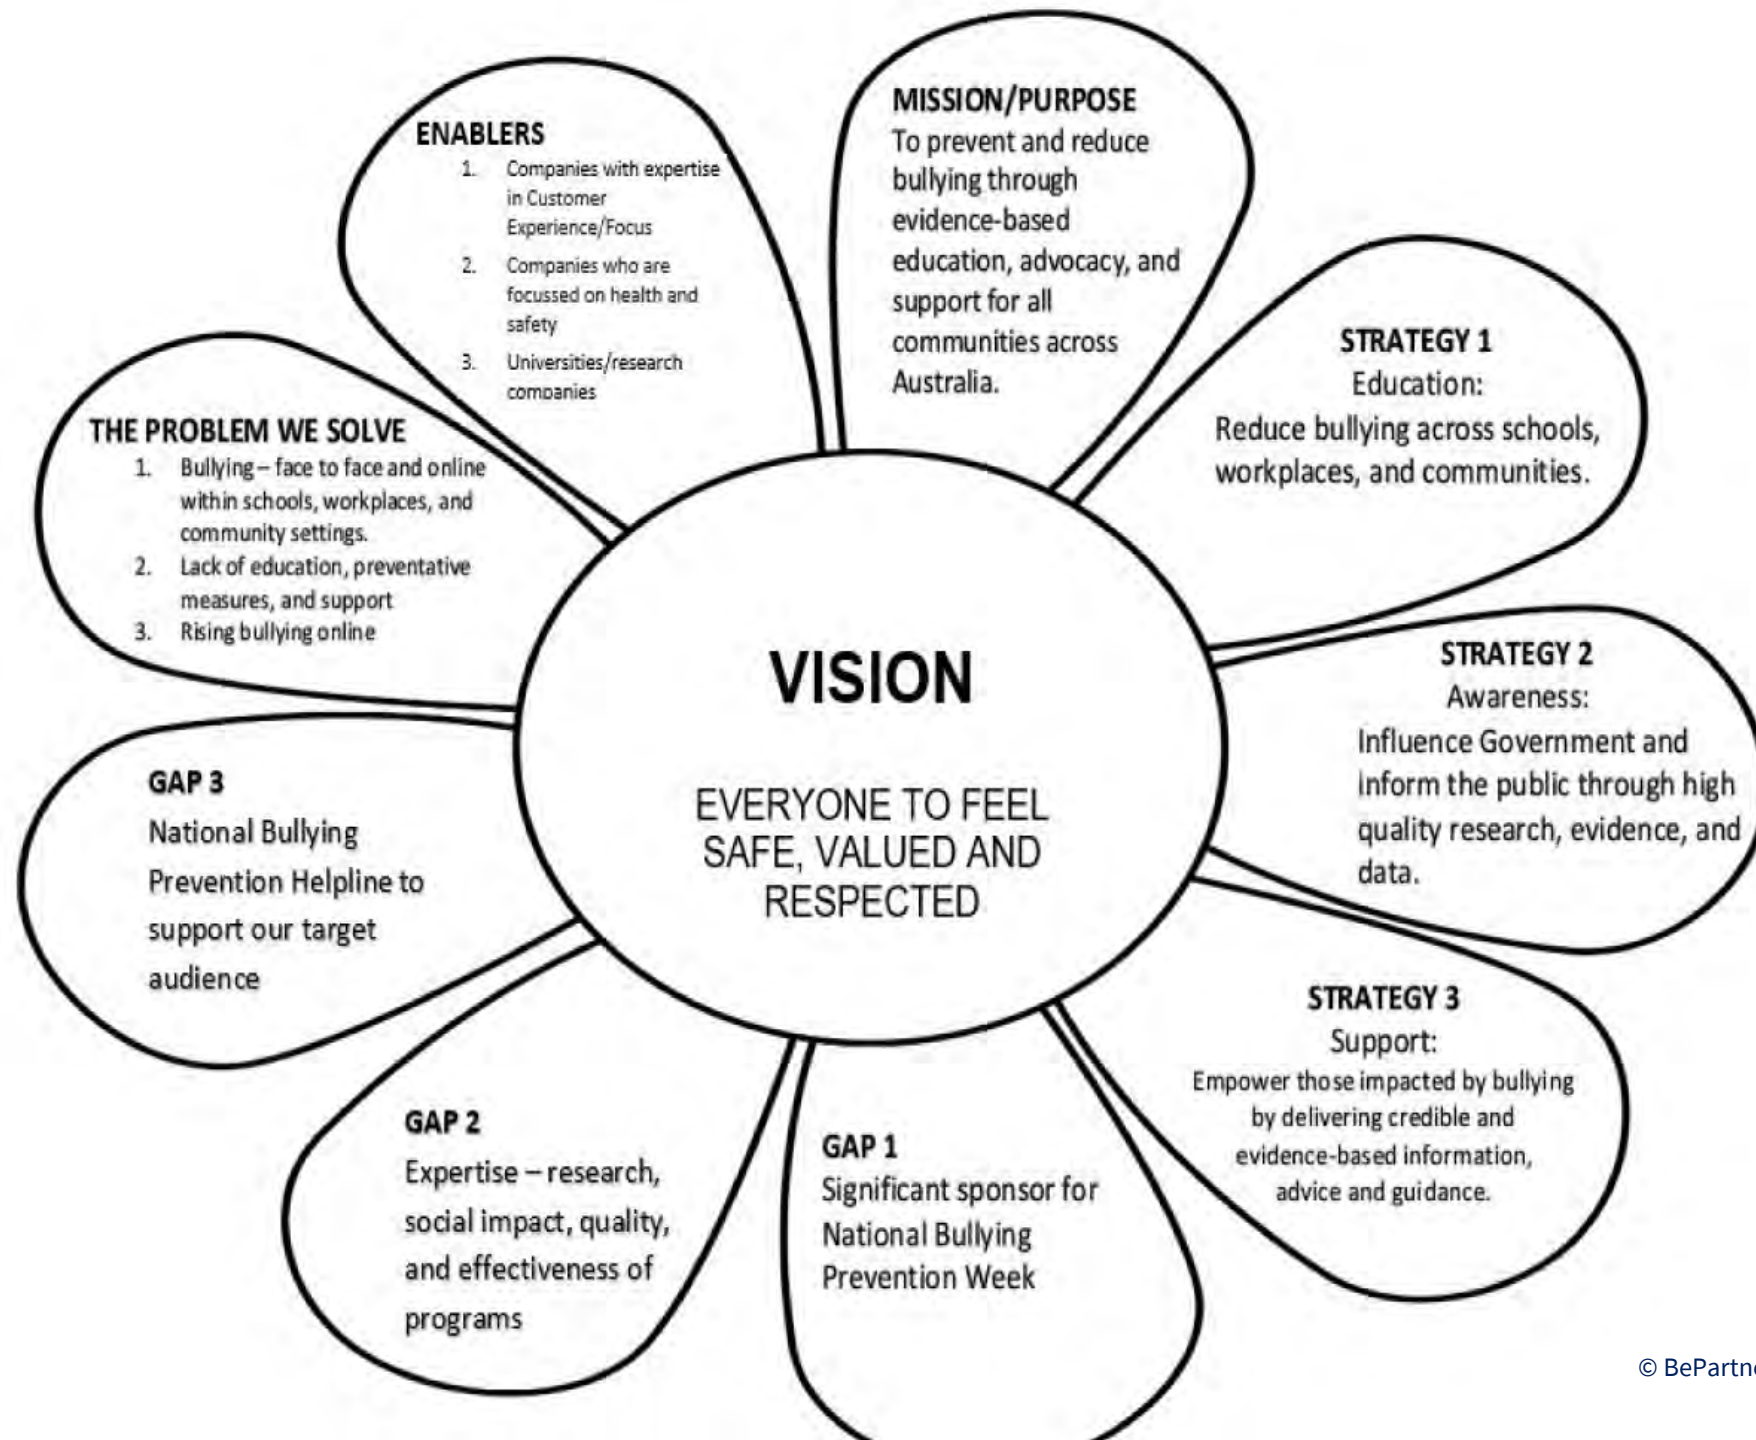 MISSION/PURPOSE
To prevent and reduce
bullying through
evidence-based
education, advocacy, and
support for all
communities across
Australia.
STRATEGY 1
Education:
Reduce bullying across schools,
workplaces, and communities.
STRATEGY 2
Awareness:
Influence Government and
inform the public through high
quality research, evidence, and
data.
STRATEGY 3
Support:
Empower those impacted by bullying
by delivering credible and
evidence-based information,
advice and guidance.
GAP 1
Significant sponsor for
National Bullying
Prevention Week
GAP 2
Expertise – research,
social impact, quality,
and effectiveness of
programs
GAP 3
National Bullying
Prevention Helpline to
support our target
audience
THE PROBLEM WE SOLVE
1. Bullying – face to face and online
within schools, workplaces, and
community settings.
2. Lack of education, preventative
measures, and support
3. Rising bullying online
ENABLERS
1. Companies with expertise
in Customer
Experience/Focus
2. Companies who are
focussed on health and
safety
3. Universities/research
companies
VISION
EVERYONE TO FEEL
SAFE, VALUED AND
RESPECTED
©